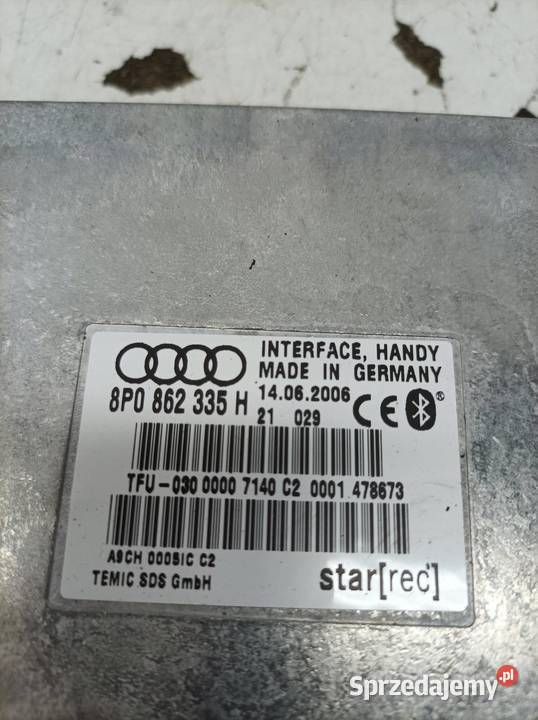 INTERFACE, HANDY
MADE IN GERMANY
8P0 862 335 H
14.06.2006
21 029
CE
TFU-030 0000 7140 C2 0001 478673
A9CH 0005IC C2
TEMIC SDS GmbH
star[rec]
Sprzedajemy.pl